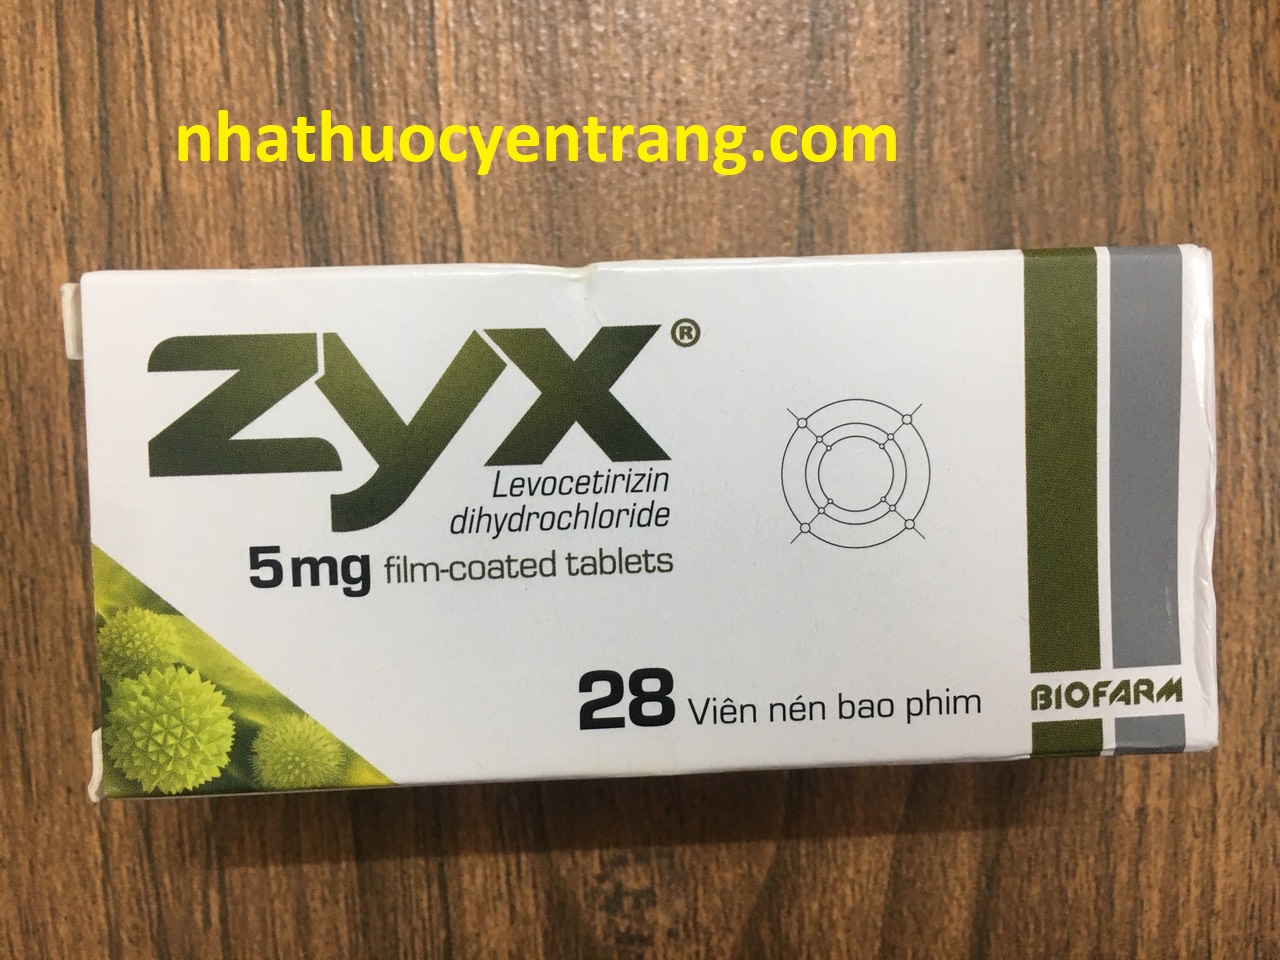 nhathuocyentrang.com
zyx®
Levocetirizin
dihydrochloride
5mg film-coated tablets
28 Viên nén bao phim
BIOFARM